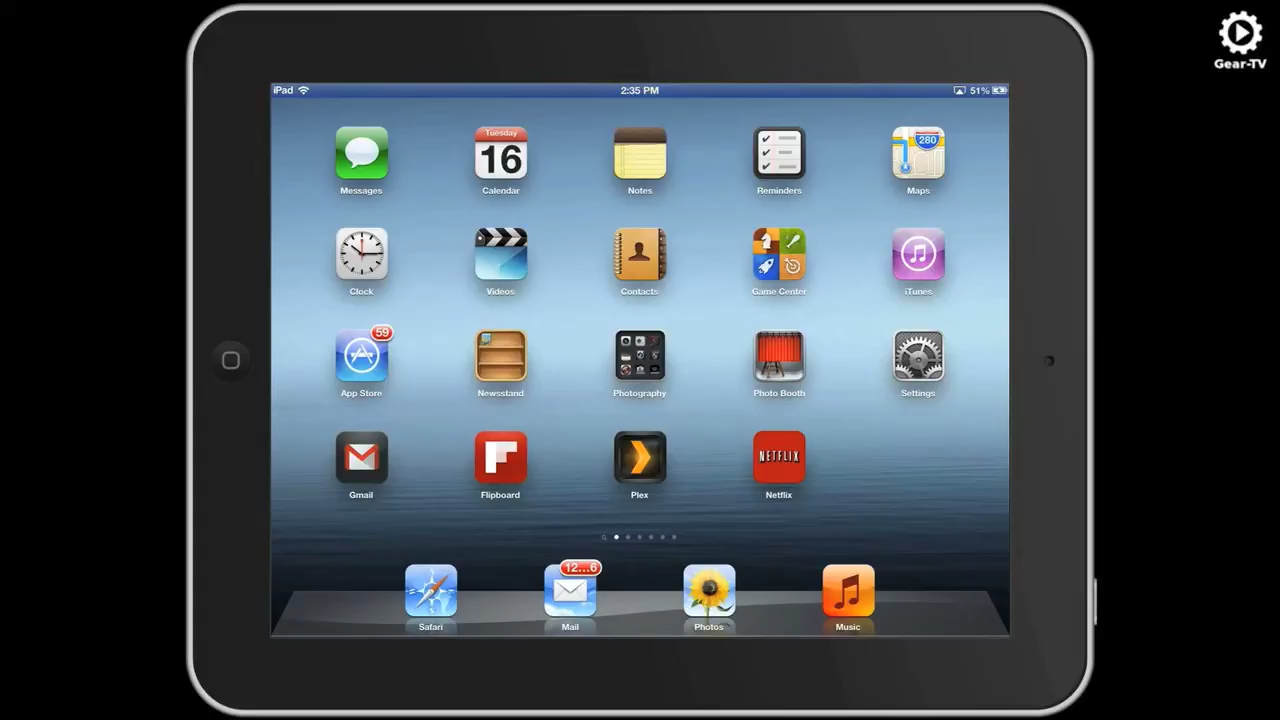 Gear-TV
iPad 2:35 PM 51%
Tuesday
16
280
Messages Calendar Notes Reminders Maps
Clock Videos Contacts Game Center iTunes
59
App Store Newsstand Photography Photo Booth Settings
NETFLIX
Gmail Flipboard Plex Netflix
12...6
Safari Mail Photos Music